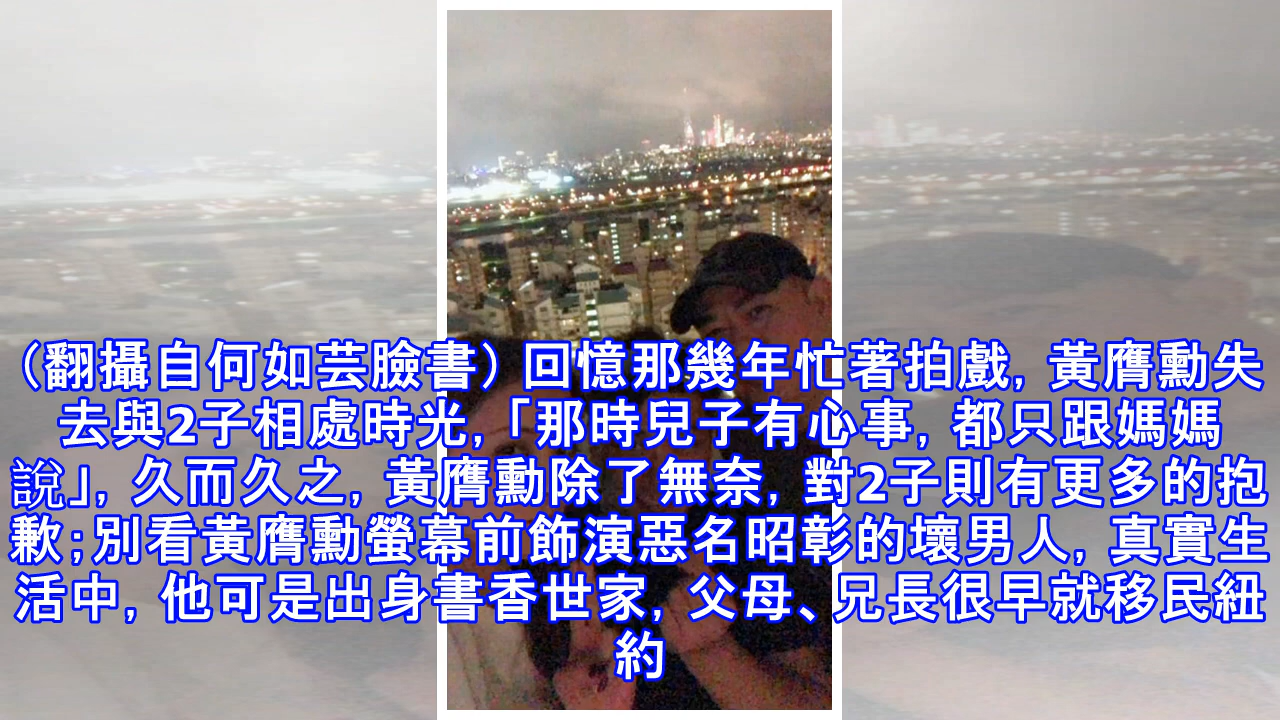 （翻攝自何如芸臉書）回憶那幾年忙著拍戲，黃膺勳失
去與2子相處時光，「那時兒子有心事，都只跟媽媽
說」，久而久之，黃膺勳除了無奈，對2子則有更多的抱
歉；別看黃膺勳螢幕前飾演惡名昭彰的壞男人，真實生
活中，他可是出身書香世家，父母、兄長很早就移民紐
約